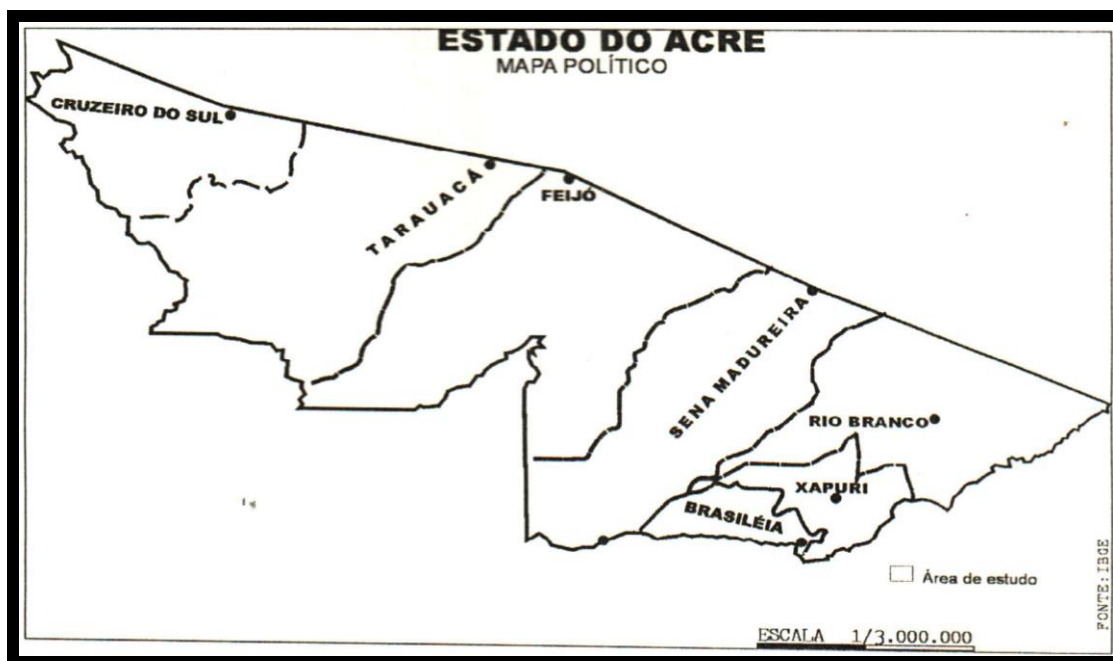 ESTADO DO ACRE
MAPA POLÍTICO
CRUZEIRO DO SUL
TARAUACÁ
FEIJÓ
SENA MADUREIRA
RIO BRANCO
XAPURI
BRASILÉIA
Área de estudo
FONTE: IBGE
ESCALA 1/3.000.000